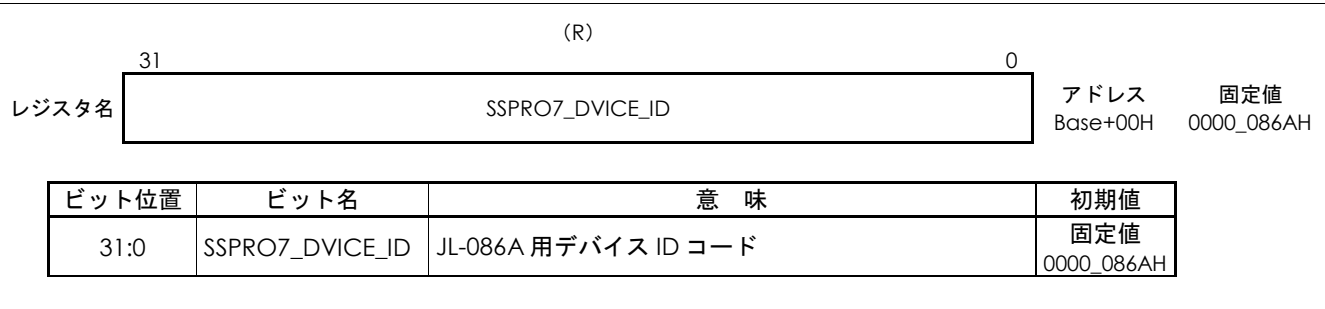 （R）
31 0
レジスタ名 SSPRO7_DVICE_ID アドレス 固定値
Base+00H 0000_086AH
ビット位置 ビット名 意　味 初期値
31:0 SSPRO7_DVICE_ID JL-086A 用デバイス ID コード 固定値
0000_086AH